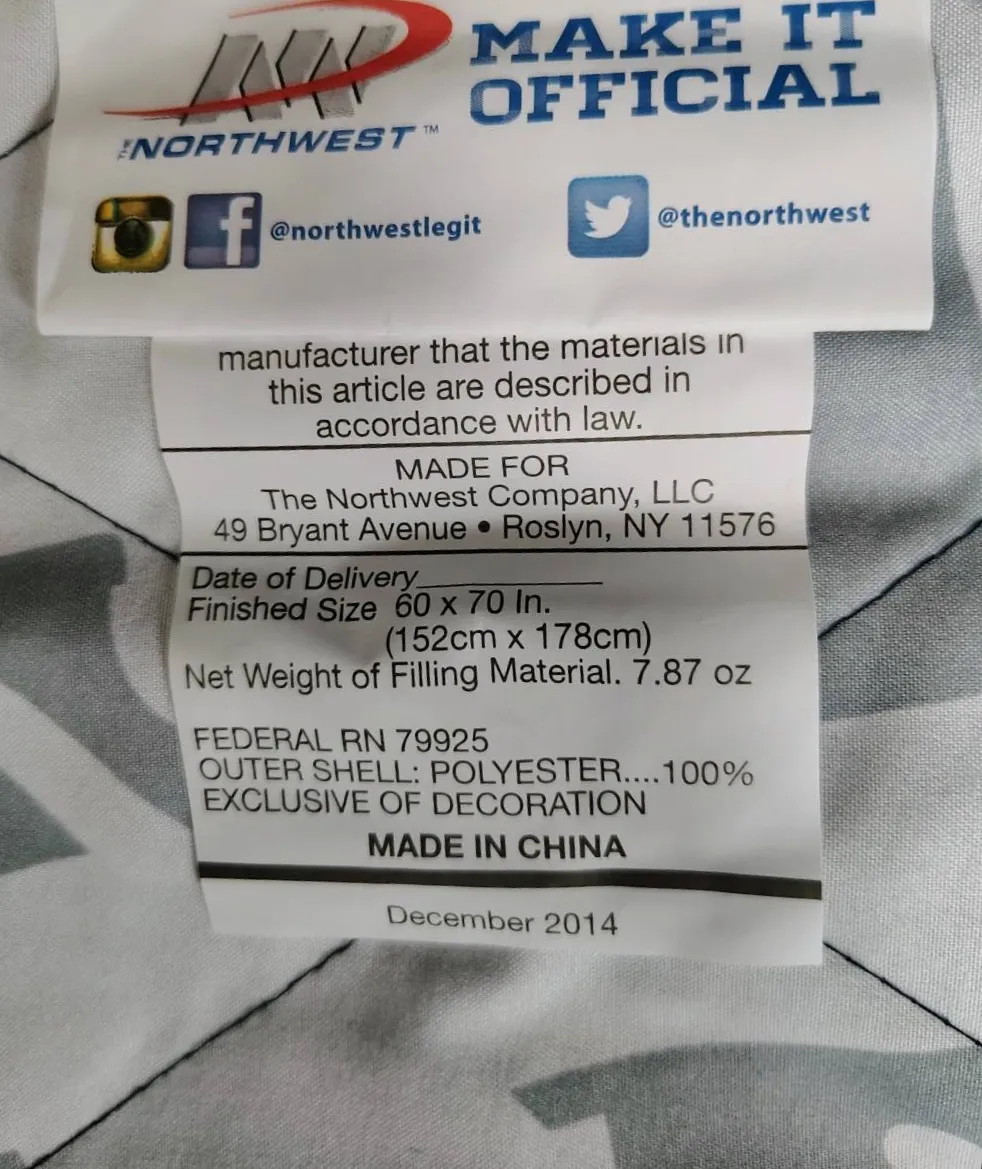 MAKE IT
OFFICIAL
THE NORTHWEST™
@northwestlegit
@thenorthwest
manufacturer that the materials in
this article are described in
accordance with law.
MADE FOR
The Northwest Company, LLC
49 Bryant Avenue • Roslyn, NY 11576
Date of Delivery____________
Finished Size 60 x 70 In.
(152cm x 178cm)
Net Weight of Filling Material. 7.87 oz
FEDERAL RN 79925
OUTER SHELL: POLYESTER....100%
EXCLUSIVE OF DECORATION
MADE IN CHINA
December 2014